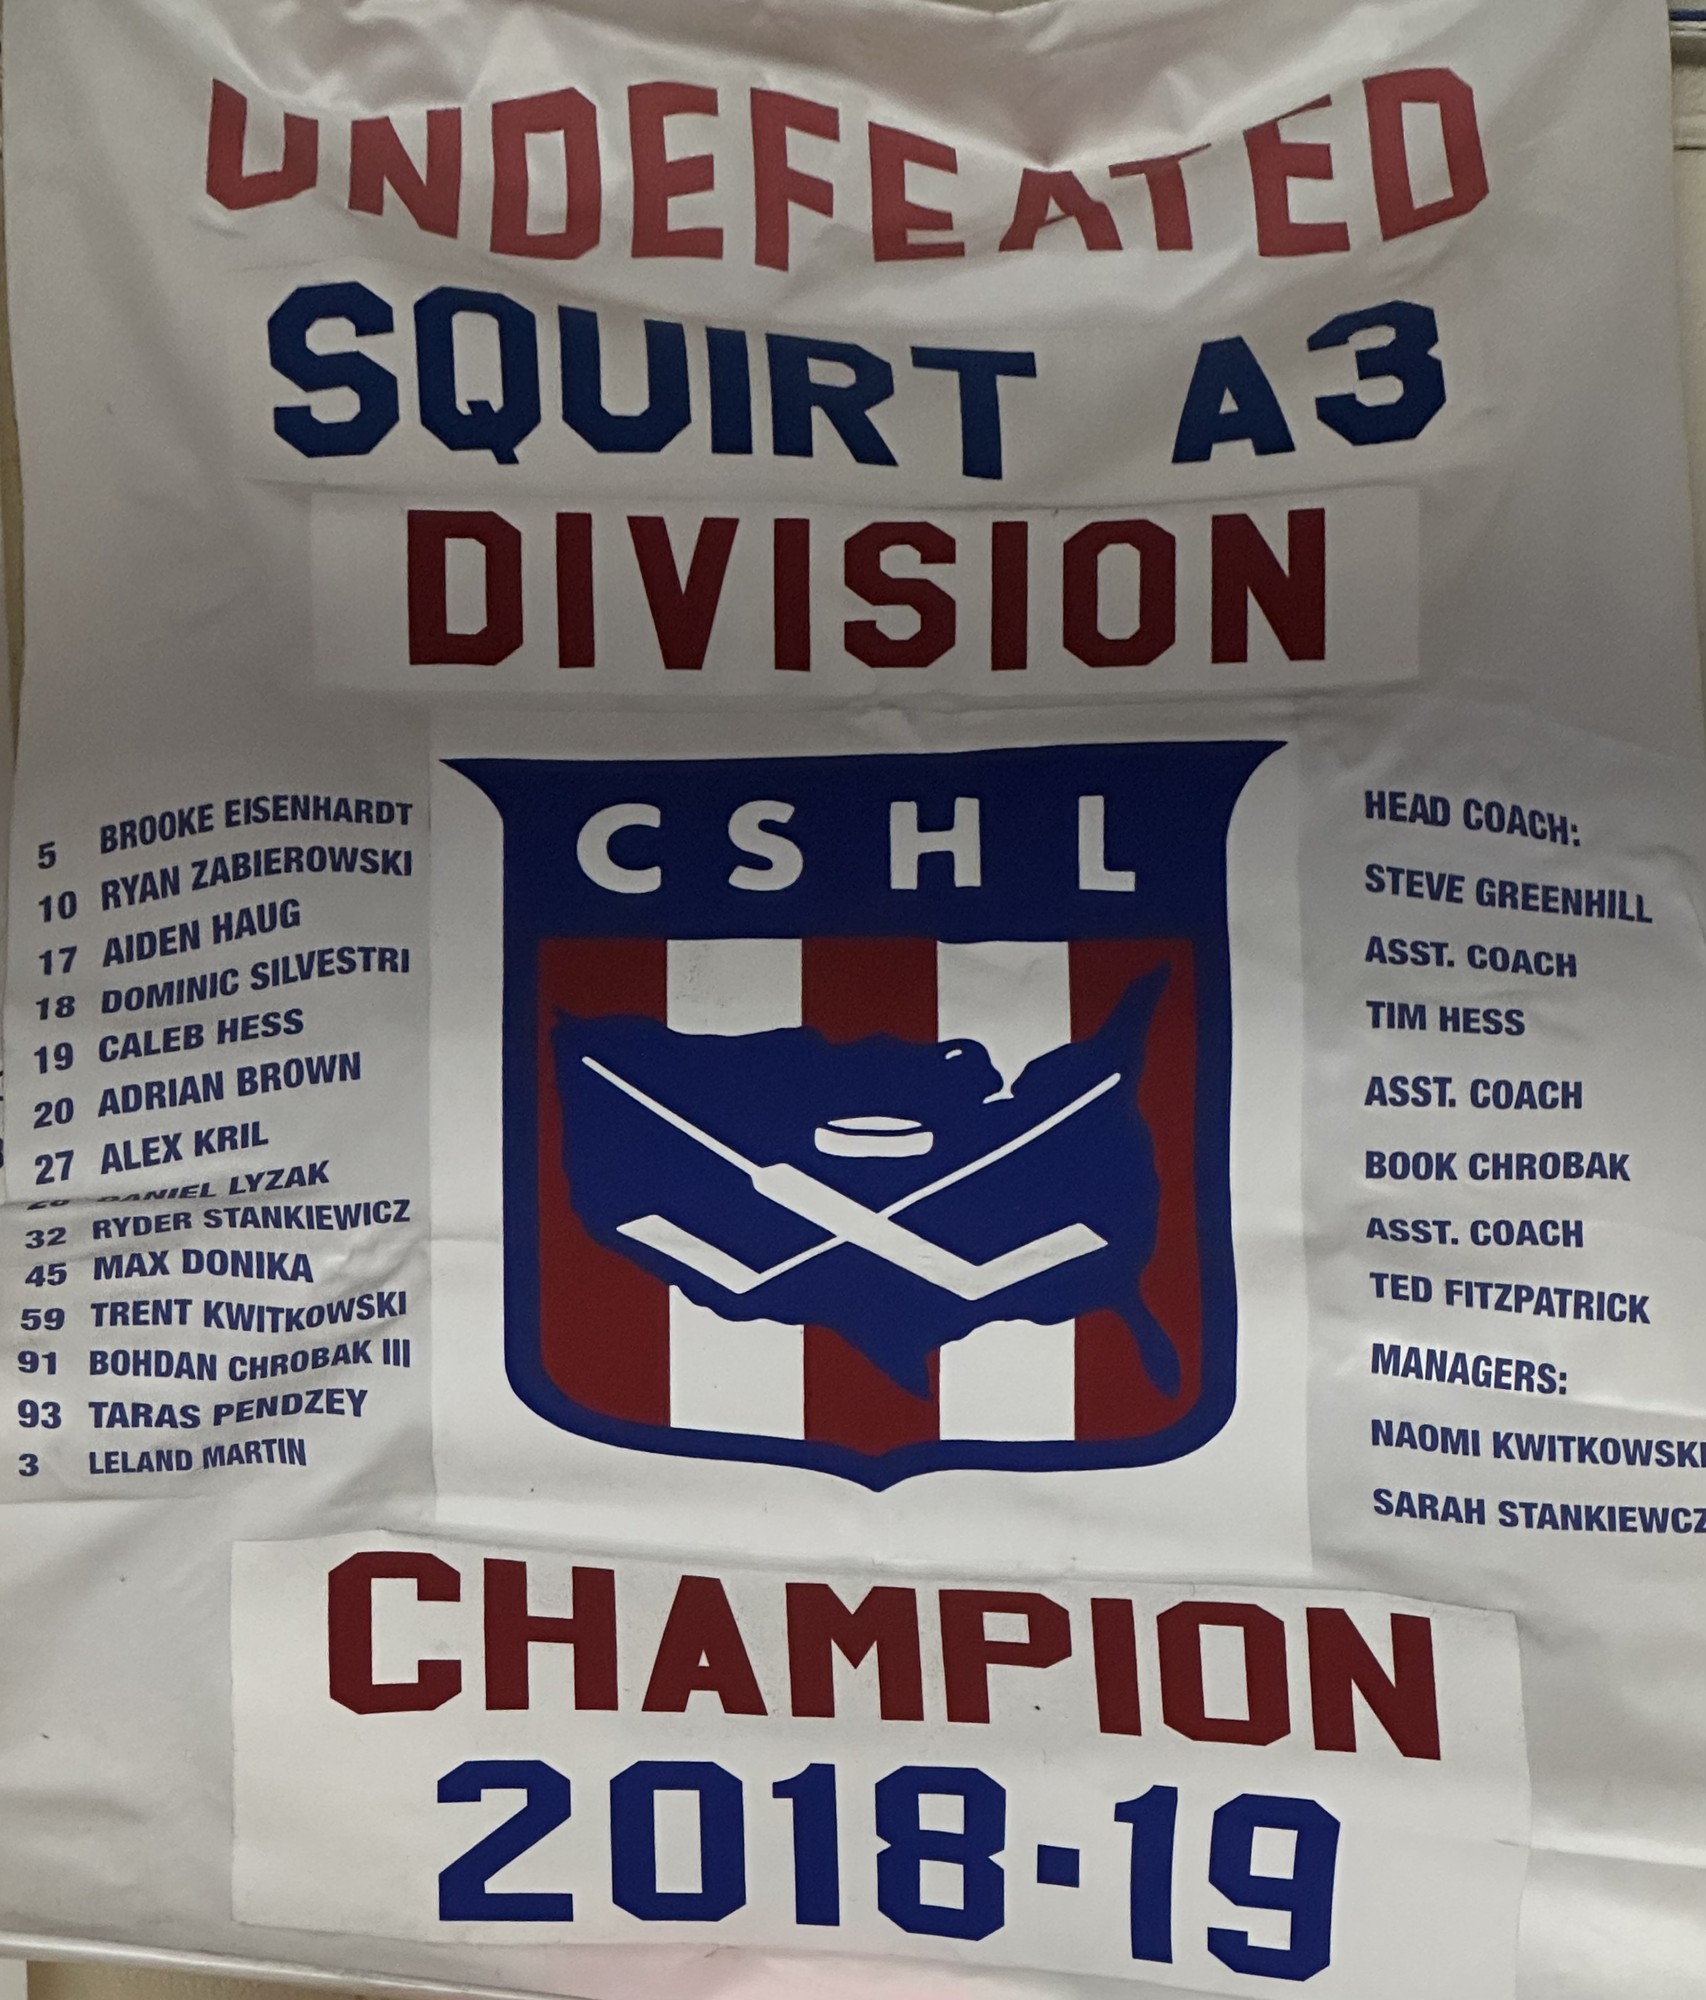 UNDEFEATED
SQUIRT A3
DIVISION
CSHL
5 BROOKE EISENHARDT
10 RYAN ZABIEROWSKI
17 AIDEN HAUG
18 DOMINIC SILVESTRI
19 CALEB HESS
20 ADRIAN BROWN
27 ALEX KRIL
DANIEL LYZAK
32 RYDER STANKIEWICZ
45 MAX DONIKA
59 TRENT KWITKOWSKI
91 BOHDAN CHROBAK III
93 TARAS PENDZEY
3 LELAND MARTIN
HEAD COACH:
STEVE GREENHILL
ASST. COACH
TIM HESS
ASST. COACH
BOOK CHROBAK
ASST. COACH
TED FITZPATRICK
MANAGERS:
NAOMI KWITKOWSKI
SARAH STANKIEWCZ
CHAMPION
2018-19